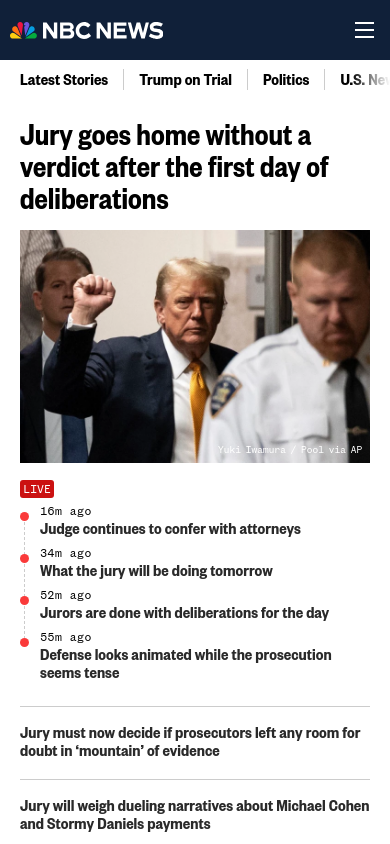 NBC NEWS
Latest Stories
Trump on Trial
Politics
U.S. Ne
Jury goes home without a
verdict after the first day of
deliberations
Yuki Iwamura / Pool via AP
LIVE
16m ago
Judge continues to confer with attorneys
34m ago
What the jury will be doing tomorrow
52m ago
Jurors are done with deliberations for the day
55m ago
Defense looks animated while the prosecution
seems tense
Jury must now decide if prosecutors left any room for
doubt in ‘mountain’ of evidence
Jury will weigh dueling narratives about Michael Cohen
and Stormy Daniels payments